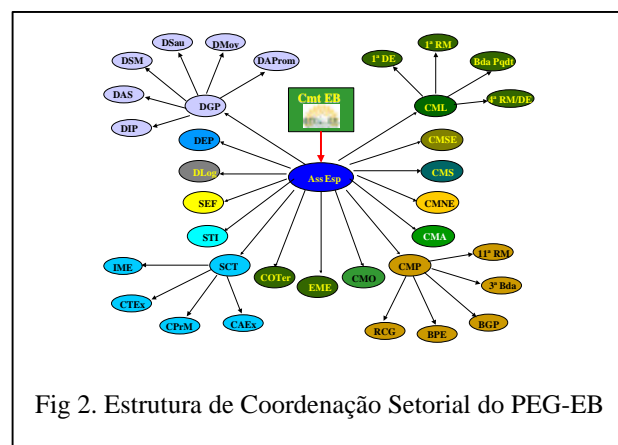 DSau
DMov
DSM
DAProm
DAS
DGP
DIP
1ª RM
1ª DE
Bda Pqdt
CML
4ª RM/DE
Cmt EB
DEP
CMSE
DLog
Ass Esp
CMS
SEF
CMNE
STI
CMA
IME
SCT
COTer
EME
CMO
CMP
11ª RM
3ª Bda
CTEx
CPrM
CAEx
RCG
BPE
BGP
Fig 2. Estrutura de Coordenação Setorial do PEG-EB